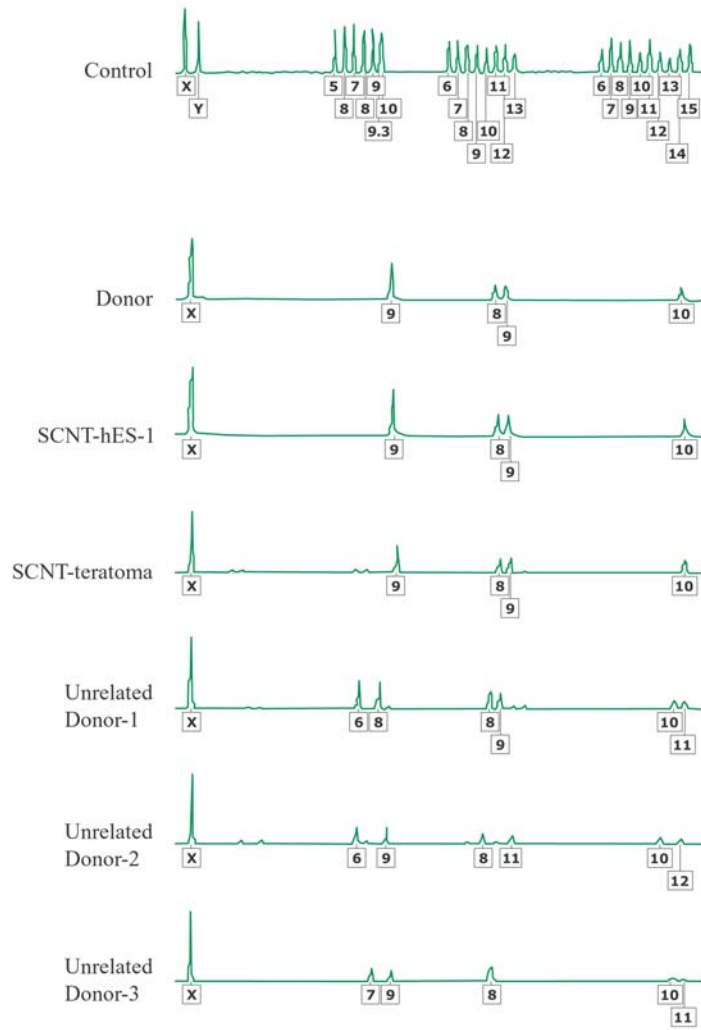 Control
X 5 7 9 6 11 6 8 10 13
Y 8 8 10 7 10 13 7 9 11 15
9.3 8 12 12
9 14
Donor
X 9 8 10
9
SCNT-hES-1
X 9 8 10
9
SCNT-teratoma
X 9 8 10
9
Unrelated
Donor-1
X 6 8 8 10
9 11
Unrelated
Donor-2
X 6 9 8 11 10
12
Unrelated
Donor-3
X 7 9 8 10
11